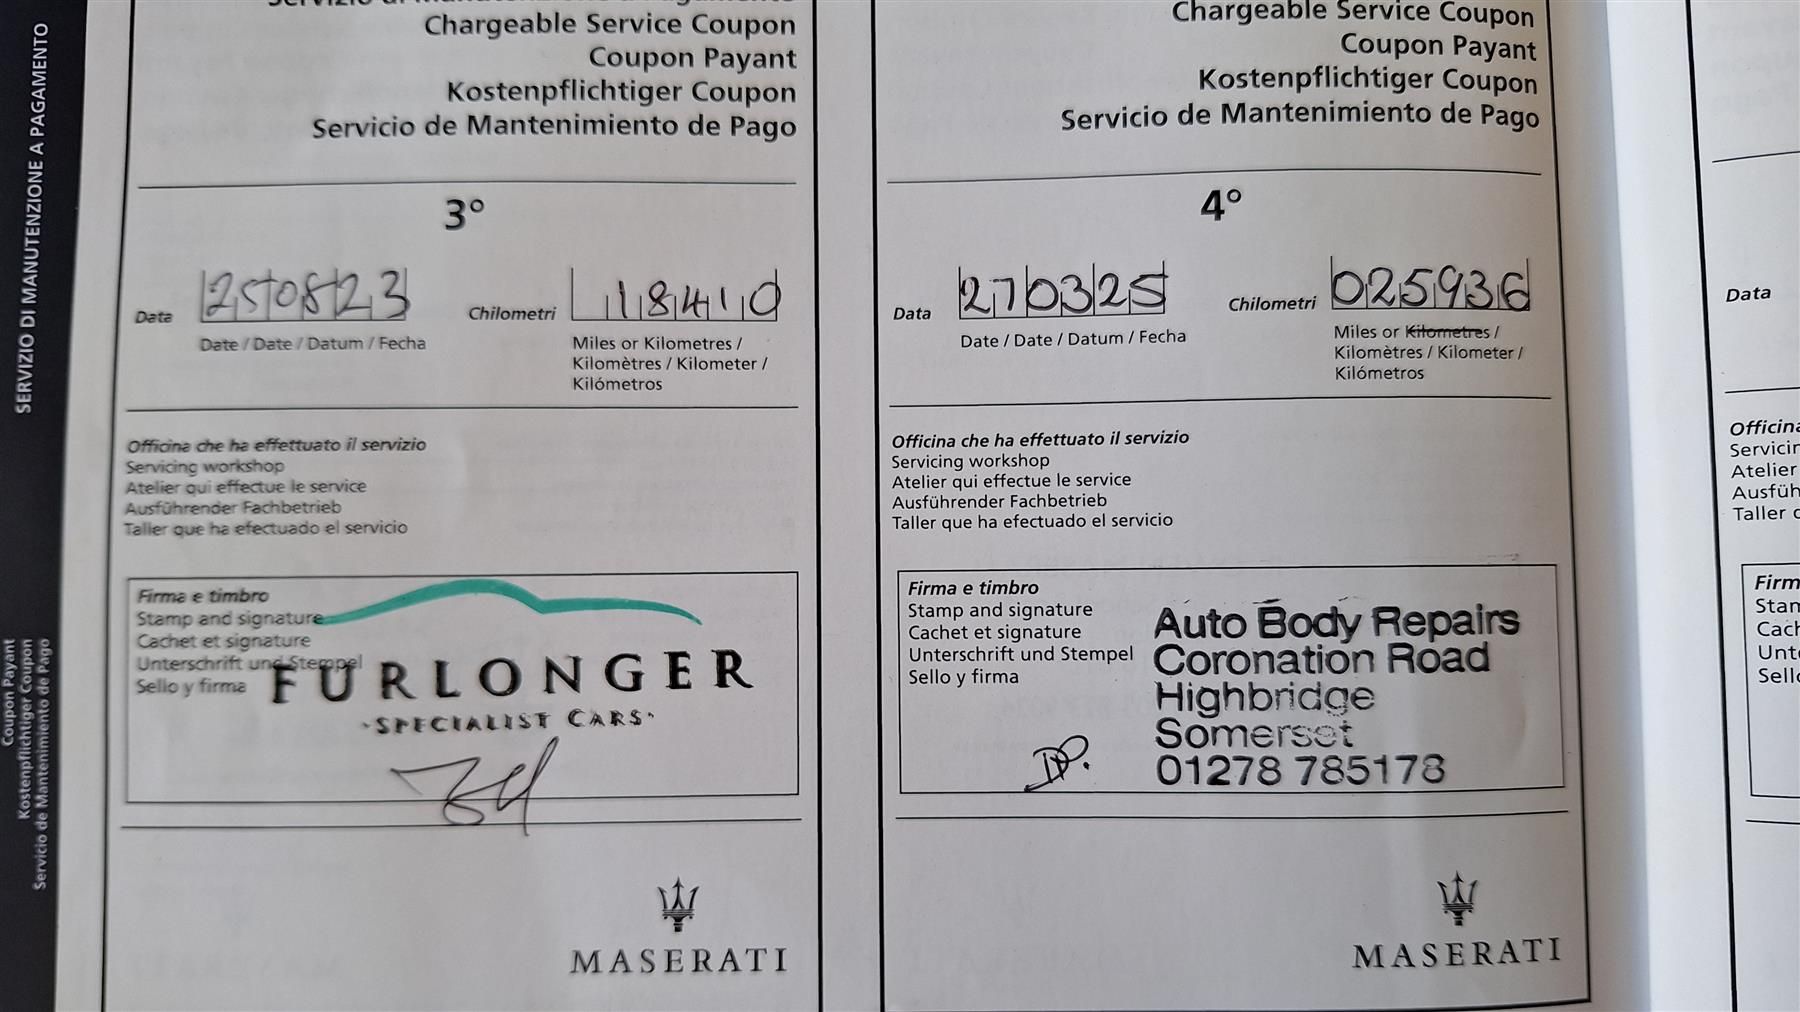 SERVIZIO DI MANUTENZIONE A PAGAMENTO
Coupon Payant
Kostenpflichtiger Coupon
Servicio de Mantenimiento de Pago
Chargeable Service Coupon
Coupon Payant
Kostenpflichtiger Coupon
Servicio de Mantenimiento de Pago
3°
Data 250823 Chilometri 18410
Date / Date / Datum / Fecha
Miles or Kilometres /
Kilomètres / Kilometer /
Kilómetros
Officina che ha effettuato il servizio
Servicing workshop
Atelier qui effectue le service
Ausführender Fachbetrieb
Taller que ha efectuado el servicio
Firma e timbro
Stamp and signature
Cachet et signature
Unterschrift und Stempel
Sello y firma
FURLONGER
SPECIALIST CARS
MASERATI
Chargeable Service Coupon
Coupon Payant
Kostenpflichtiger Coupon
Servicio de Mantenimiento de Pago
4°
Data 270325 Chilometri 025936
Date / Date / Datum / Fecha
Miles or Kilometres /
Kilomètres / Kilometer /
Kilómetros
Officina che ha effettuato il servizio
Servicing workshop
Atelier qui effectue le service
Ausführender Fachbetrieb
Taller que ha efectuado el servicio
Firma e timbro
Stamp and signature
Cachet et signature
Unterschrift und Stempel
Sello y firma
Auto Body Repairs
Coronation Road
Highbridge
Somerset
01278 785178
DP.
MASERATI
Data
Atelier